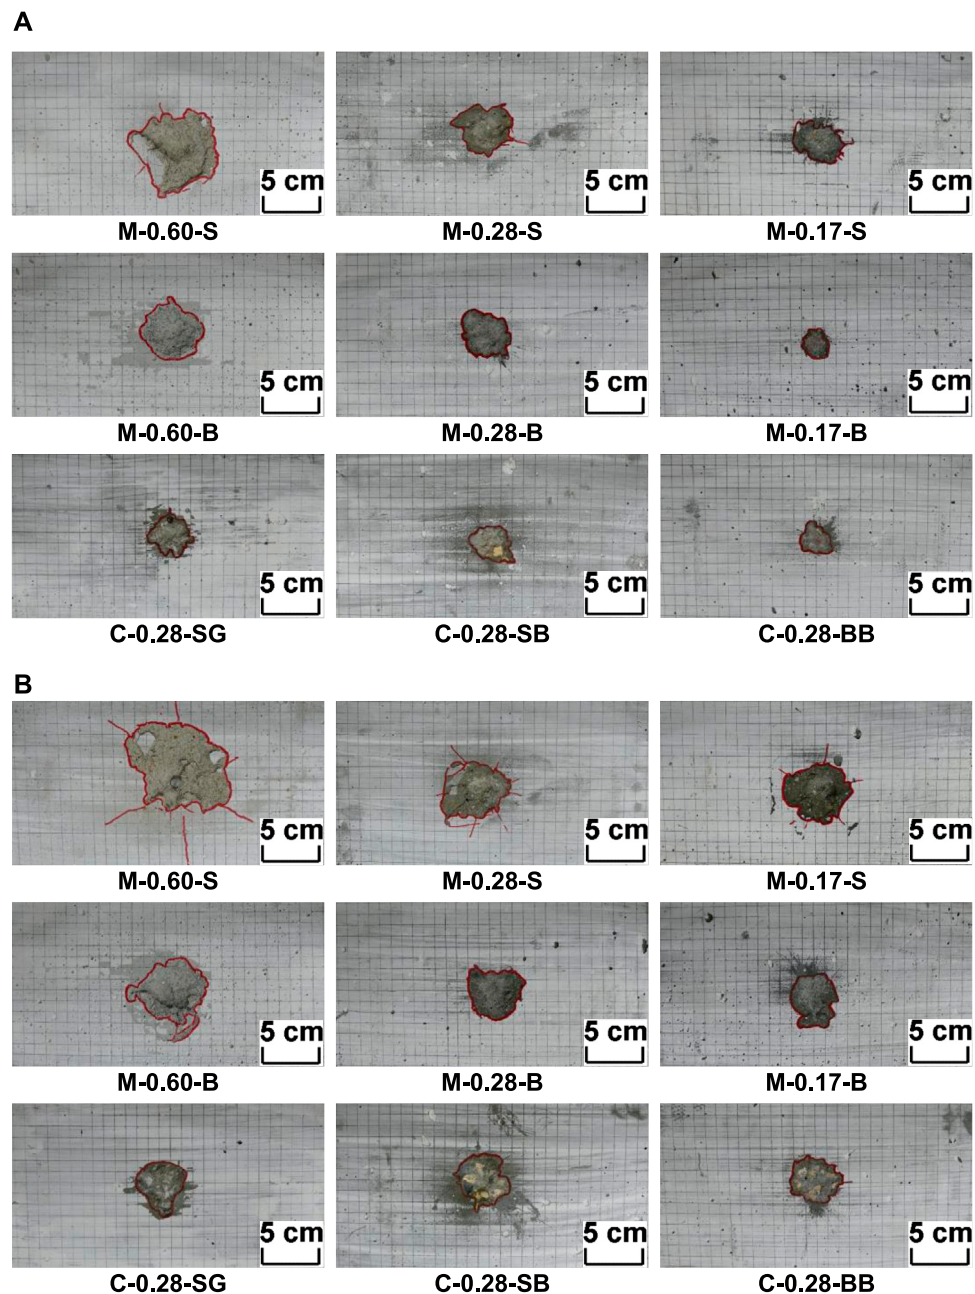 A
5 cm 5 cm 5 cm
M-0.60-S M-0.28-S M-0.17-S
5 cm 5 cm 5 cm
M-0.60-B M-0.28-B M-0.17-B
5 cm 5 cm 5 cm
C-0.28-SG C-0.28-SB C-0.28-BB
B
5 cm 5 cm 5 cm
M-0.60-S M-0.28-S M-0.17-S
5 cm 5 cm 5 cm
M-0.60-B M-0.28-B M-0.17-B
5 cm 5 cm 5 cm
C-0.28-SG C-0.28-SB C-0.28-BB